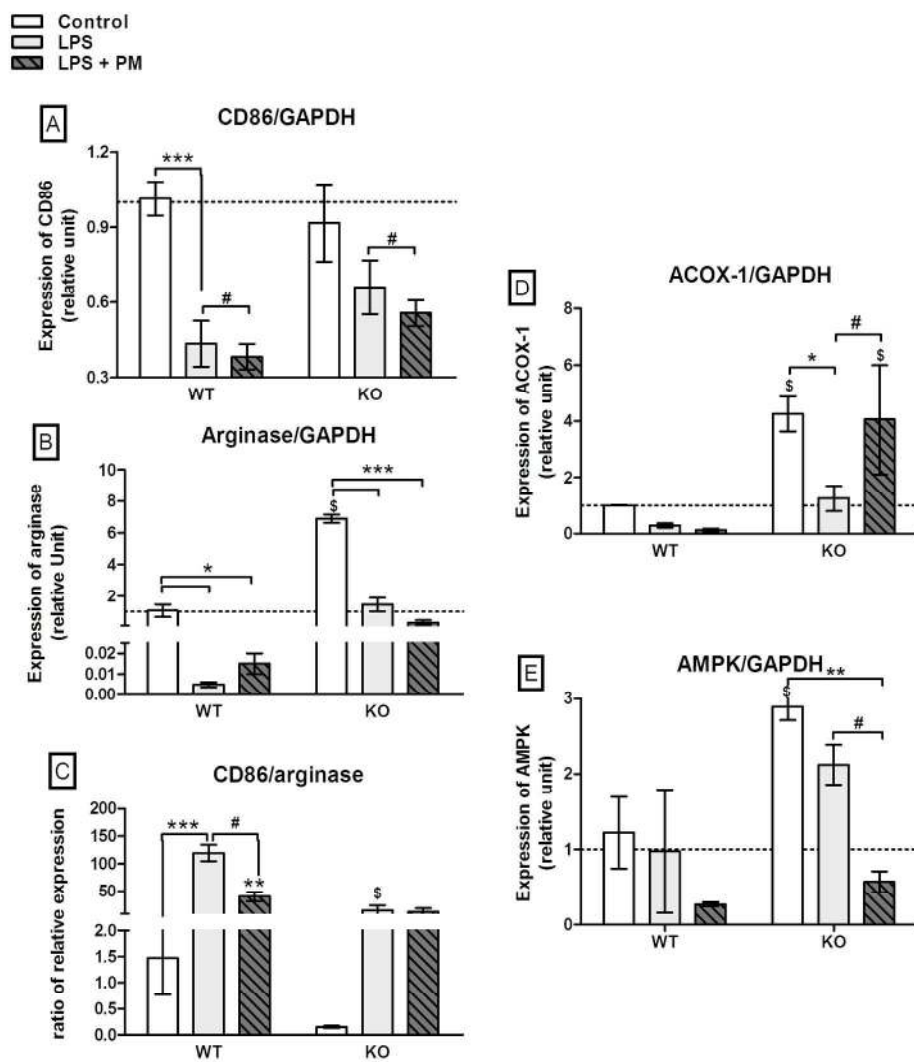 Control
LPS
LPS + PM
A
CD86/GAPDH
Expression of CD86
(relative unit)
1.2
0.9
0.6
0.3
***
#
#
WT
KO
B
Arginase/GAPDH
Expression of arginase
(relative Unit)
10
8
6
4
2
0.02
0.01
0.00
*
$
***
WT
KO
C
CD86/arginase
ratio of relative expression
200
150
100
50
2.0
1.5
1.0
0.5
0.0
***
#
**
$
WT
KO
D
ACOX-1/GAPDH
Expression of ACOX-1
(relative unit)
8
6
4
2
0
$
*
#
$
WT
KO
E
AMPK/GAPDH
Expression of AMPK
(relative unit)
3
2
1
0
$
**
#
WT
KO